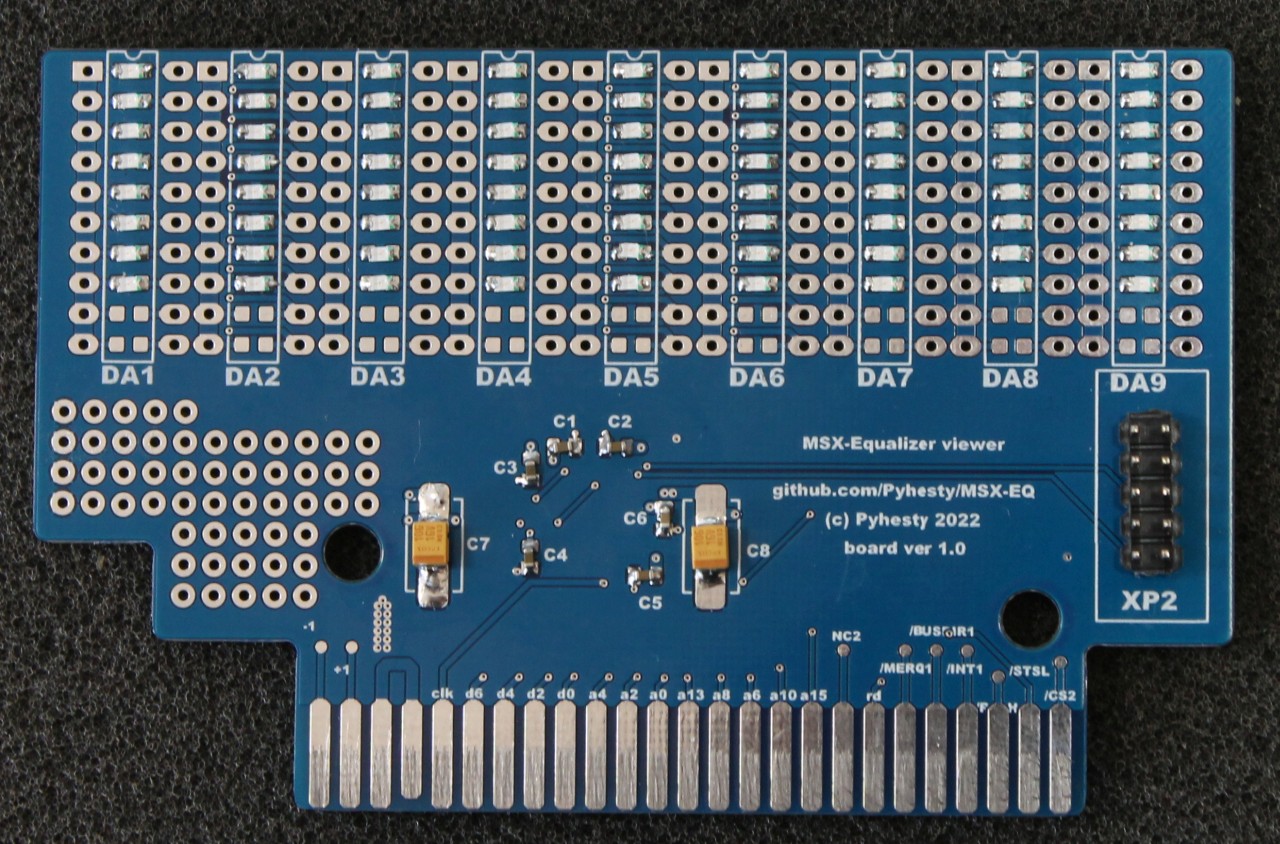 DA1 DA2 DA3 DA4 DA5 DA6 DA7 DA8 DA9
C1 C2
C3
MSX-Equalizer viewer
github.com/Pyhesty/MSX-EQ
C6 (c) Pyhesty 2022
C7 C4 C8 board ver 1.0
C5
XP2
-1
+1
NC2 /BUSDIR1
/MERQ1 /INT1 /STSL
clk d6 d4 d2 d0 a4 a2 a0 a13 a8 a6 a10 a15 rd /CS2